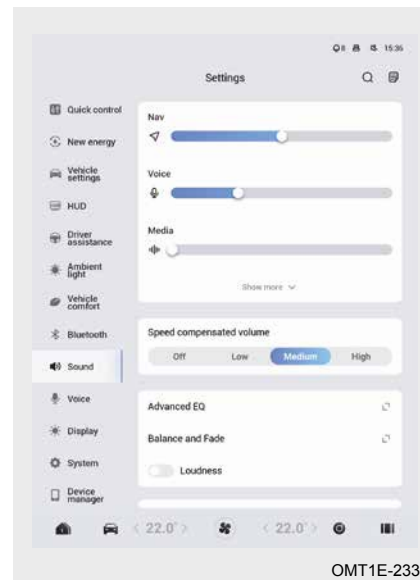 15:36
Settings
Quick control
New energy
Vehicle
settings
HUD
Driver
assistance
Ambient
light
Vehicle
comfort
Bluetooth
Sound
Voice
Display
System
Device
manager
Nav
Voice
Media
Show more
Speed compensated volume
Off Low Medium High
Advanced EQ
Balance and Fade
Loudness
< 22.0° > < 22.0° >
OMT1E-233